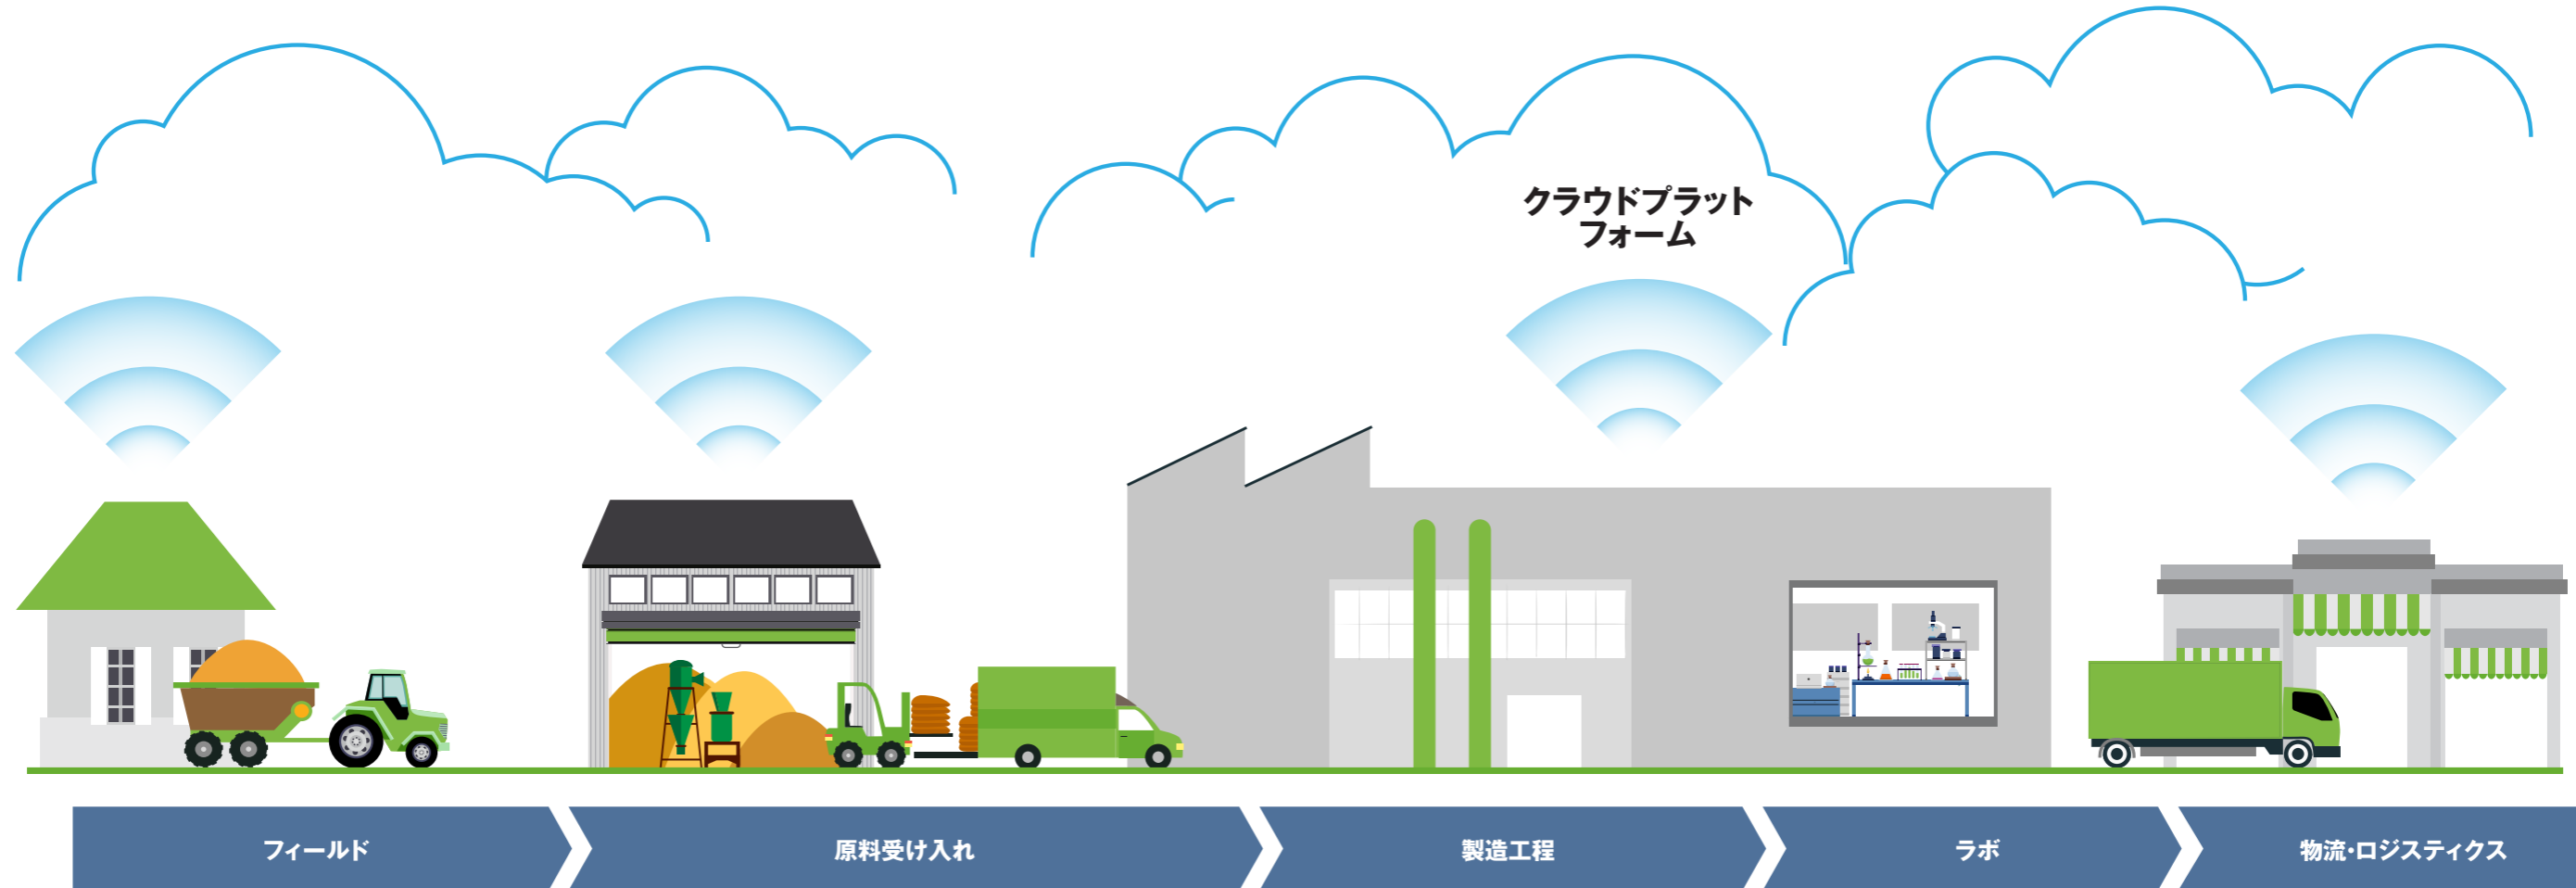 クラウドプラット
フォーム
フィールド
原料受け入れ
製造工程
ラボ
物流・ロジスティクス